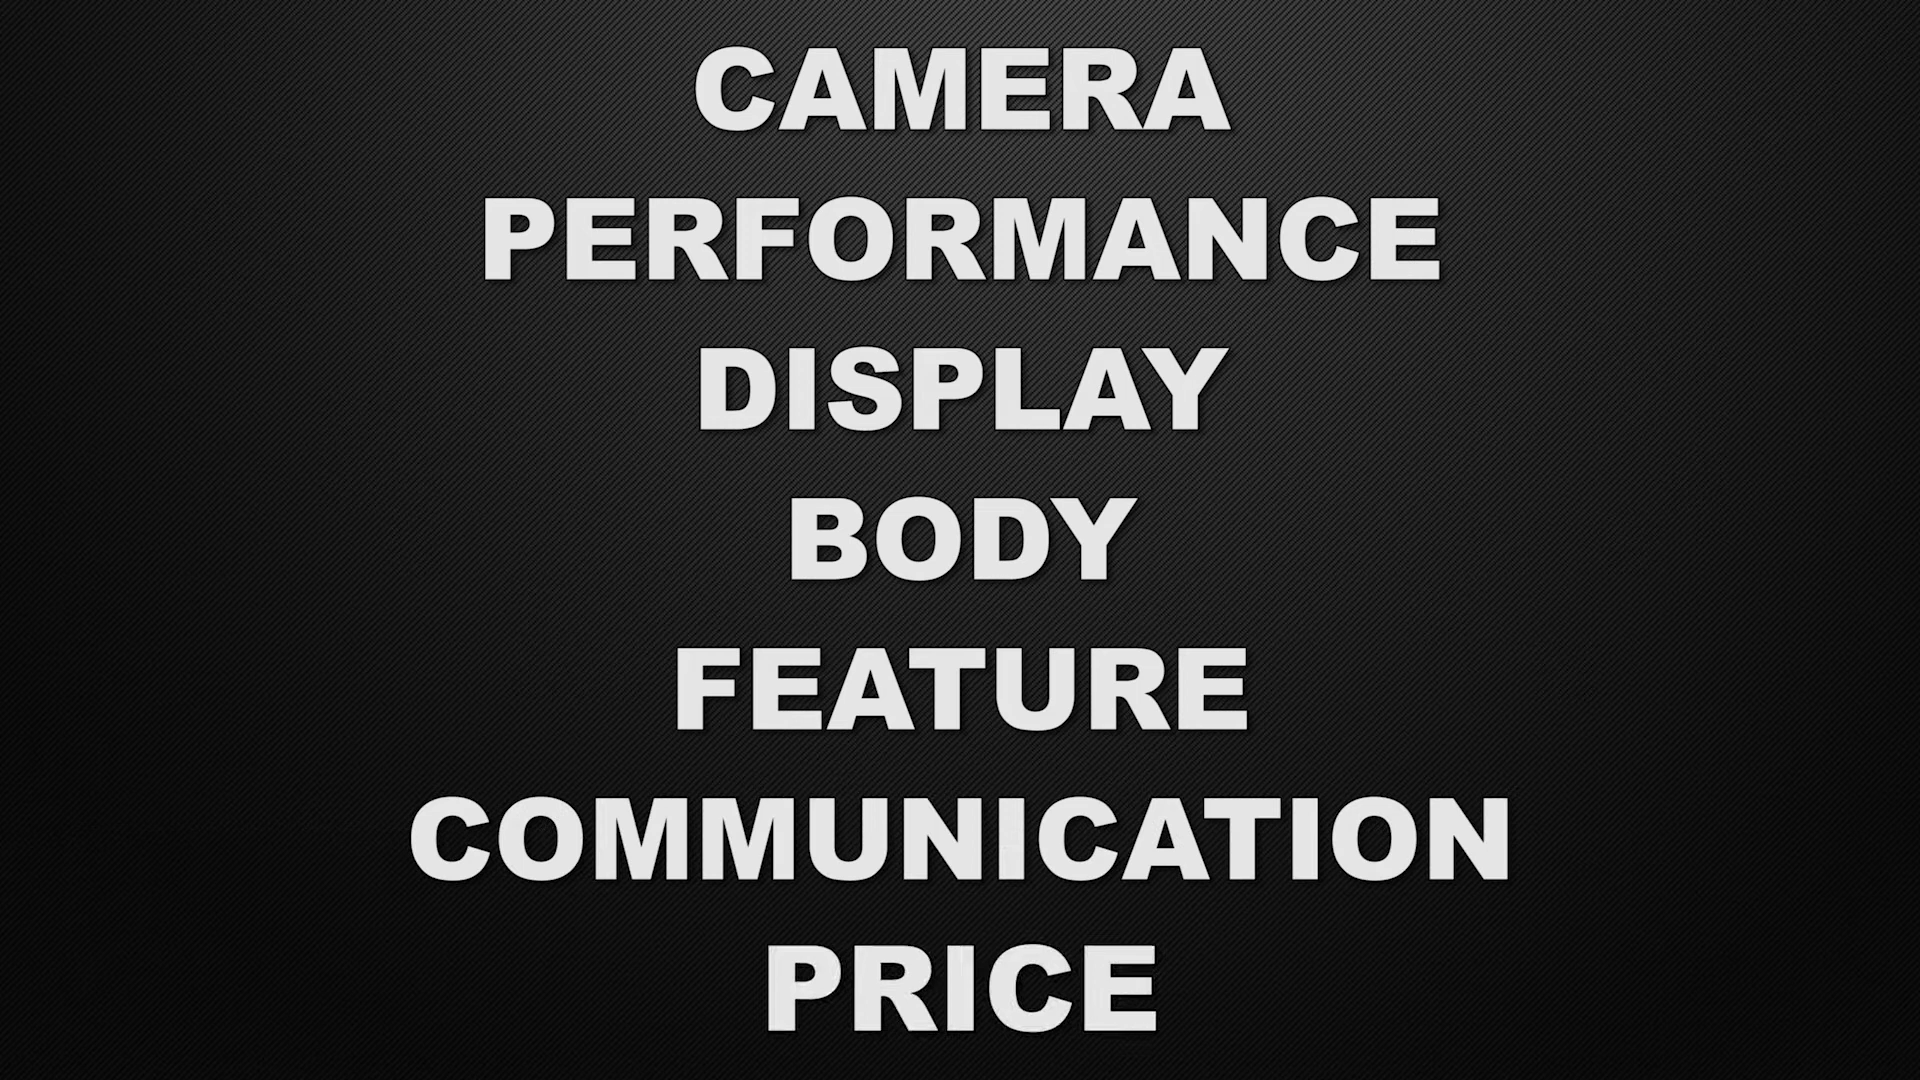 CAMERA
PERFORMANCE
DISPLAY
BODY
FEATURE
COMMUNICATION
PRICE